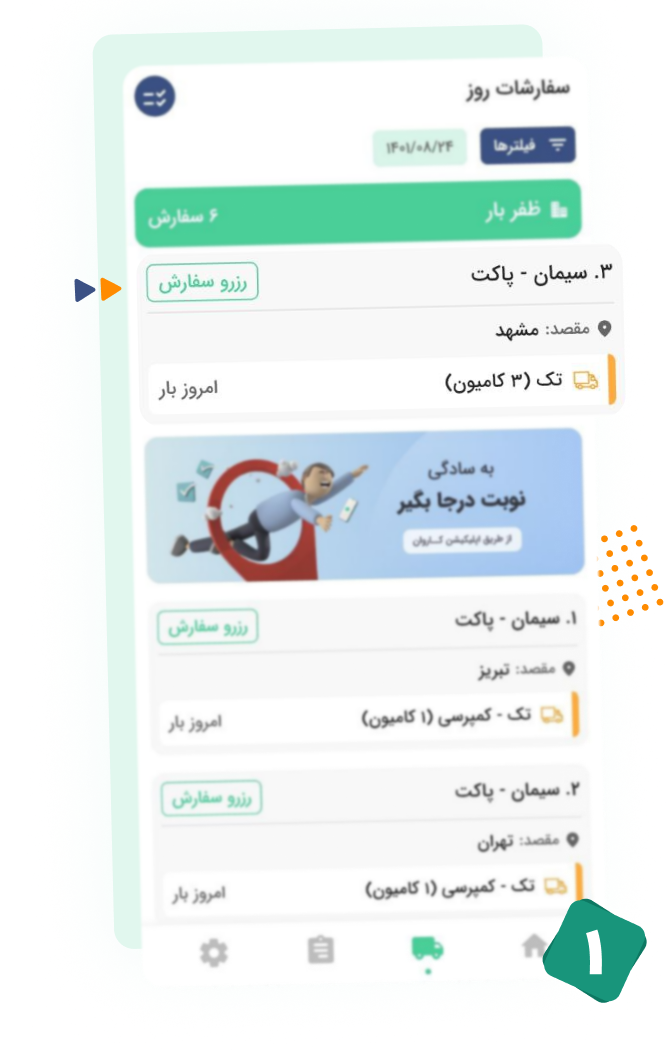 سفارشات روز
فیلترها ۱۴۰۱/۰۸/۲۴
ظفر بار ۶ سفارش
۳. سیمان - پاکت رزرو سفارش
مقصد: مشهد
تک (۳ کامیون) امروز بار
به سادگی
نوبت درجا بگیر
از طریق اپلیکیشن کـاروان
۱. سیمان - پاکت رزرو سفارش
مقصد: تبریز
تک - کمپرسی (۱ کامیون) امروز بار
۲. سیمان - پاکت رزرو سفارش
مقصد: تهران
تک - کمپرسی (۱ کامیون) امروز بار
۱